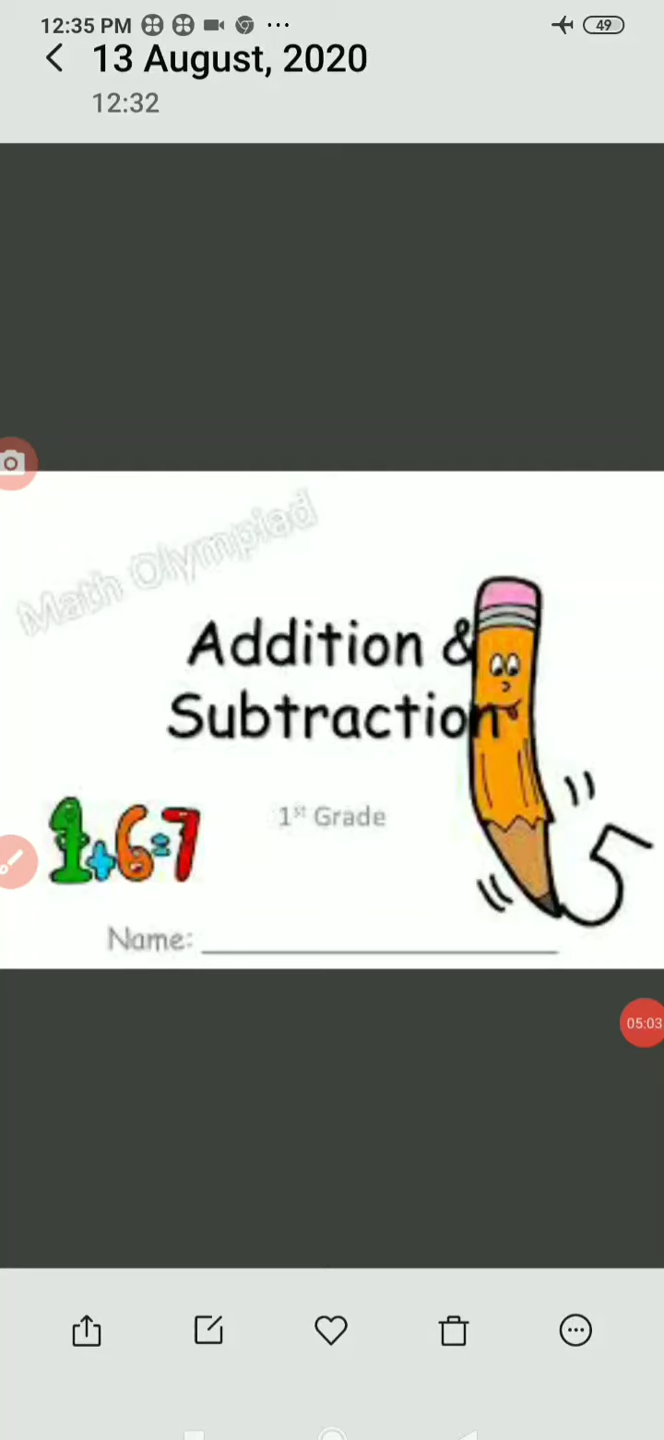 12:35 PM ... 49
13 August, 2020
12:32
Math Olympiad
Addition &
Subtraction
1st Grade
1+6=7
5
Name:
05:03